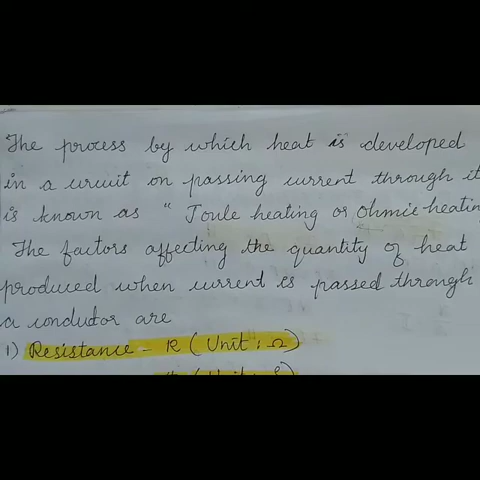 The process by which heat is developed
in a circuit on passing current through it
is known as " Joule heating or Ohmic heating
The factors affecting the quantity of heat
produced when current is passed through
a condutor are
1) Resistance - R ( Unit : Ω )